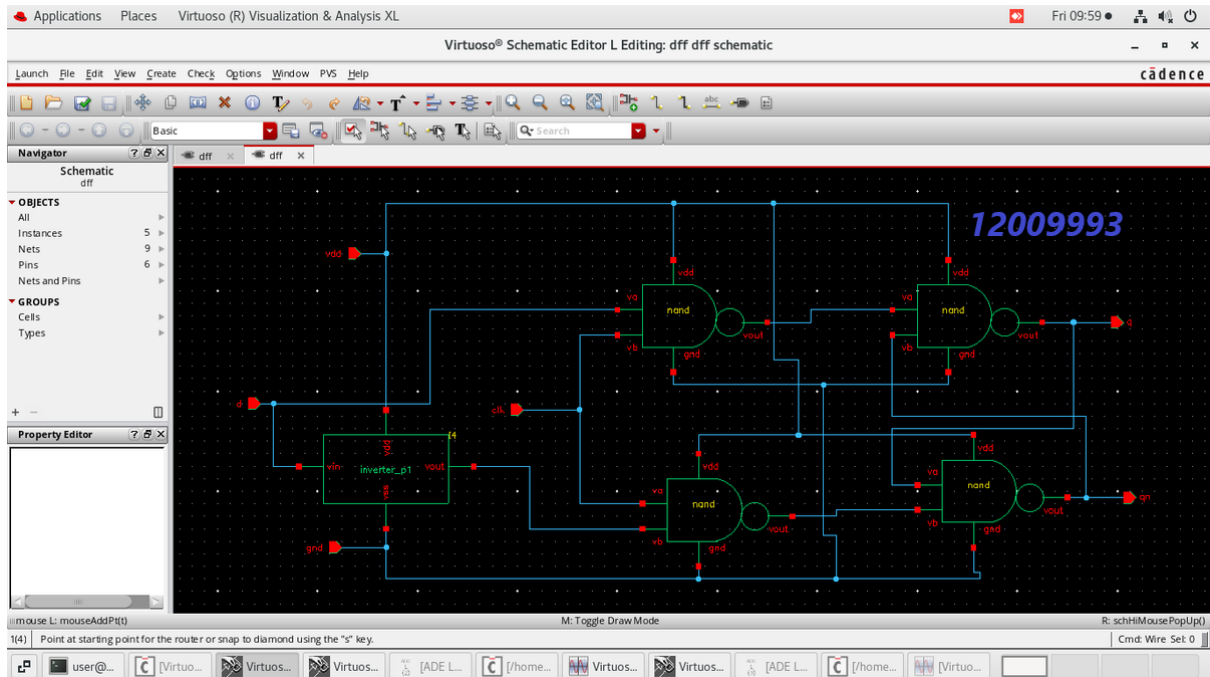 Applications Places Virtuoso (R) Visualization & Analysis XL Fri 09:59
Virtuoso® Schematic Editor L Editing: dff dff schematic
Launch File Edit View Create Check Options Window PVS Help cādence
Basic Search
Navigator
dff dff
Schematic
dff
OBJECTS
All
Instances 5
Nets 9
Pins 6
Nets and Pins
GROUPS
Cells
Types
Property Editor
12009993
vdd
vdd vdd
va nand va nand
vout vout q
vb gnd vb gnd
d clk
vdd
vin inverter_p1 vout
vss
gnd
vdd vdd
va nand qn
vout
va nand vb
vout gnd
vb gnd
mouse L: mouseAddPt(t) M: Toggle Draw Mode R: schHiMousePopUp()
1(4) Point at starting point for the router or snap to diamond using the "s" key. Cmd: Wire Sel: 0
user@... [Virtuo... Virtuos... Virtuos... [ADE L... [/home... Virtuos... Virtuos... [ADE L... [/home... [Virtuo...